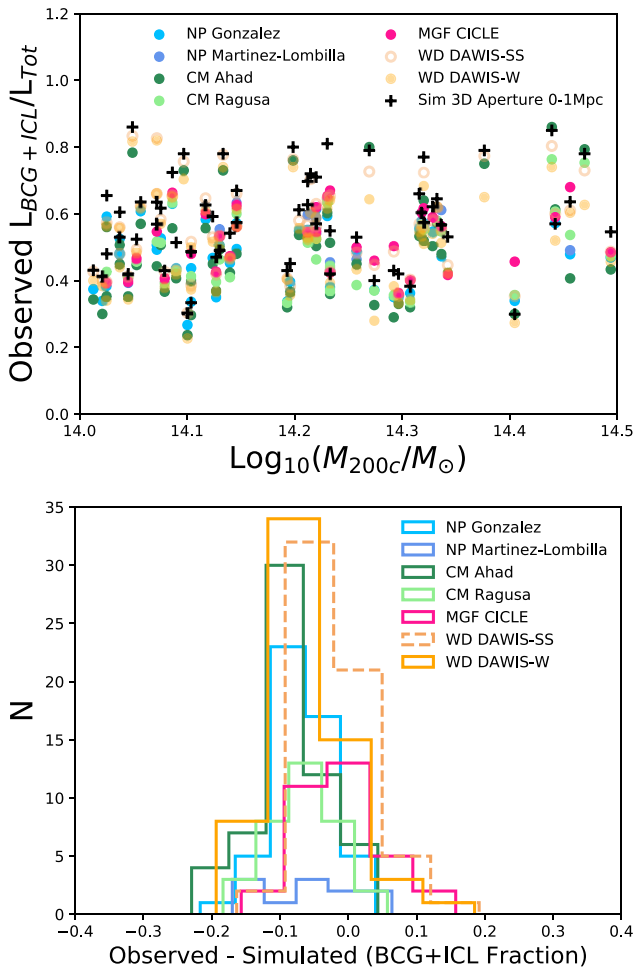 NP Gonzalez
NP Martinez-Lombilla
CM Ahad
CM Ragusa
MGF CICLE
WD DAWIS-SS
WD DAWIS-W
Sim 3D Aperture 0-1Mpc
1.2
1.0
0.8
0.6
0.4
0.2
0.0
Observed L_{BCG+ICL}/L_{Tot}
14.0 14.1 14.2 14.3 14.4 14.5
Log₁₀(M_{200c}/M_⊙)
35
30
25
20
15
10
5
0
N
NP Gonzalez
NP Martinez-Lombilla
CM Ahad
CM Ragusa
MGF CICLE
WD DAWIS-SS
WD DAWIS-W
−0.4 −0.3 −0.2 −0.1 0.0 0.1 0.2 0.3 0.4
Observed - Simulated (BCG+ICL Fraction)